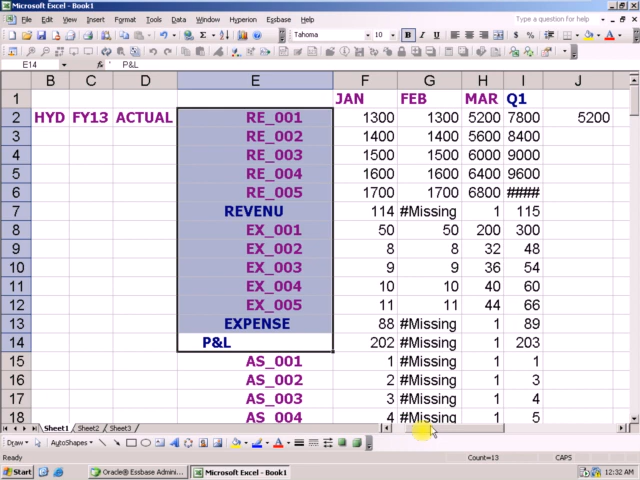 Microsoft Excel - Book1
File Edit View Insert Format Tools Data Window Hyperion Essbase Help Type a question for help
Tahoma 10 B I U
E14 ' P&L
B C D E F G H I J
1 JAN FEB MAR Q1
2 HYD FY13 ACTUAL RE_001 1300 1300 5200 7800 5200
3 RE_002 1400 1400 5600 8400
4 RE_003 1500 1500 6000 9000
5 RE_004 1600 1600 6400 9600
6 RE_005 1700 1700 6800 ####
7 REVENU 114 #Missing 1 115
8 EX_001 50 50 200 300
9 EX_002 8 8 32 48
10 EX_003 9 9 36 54
11 EX_004 10 10 40 60
12 EX_005 11 11 44 66
13 EXPENSE 88 #Missing 1 89
14 P&L 202 #Missing 1 203
15 AS_001 1 #Missing 1 1
16 AS_002 2 #Missing 1 3
17 AS_003 3 #Missing 1 4
18 AS_004 4 #Missing 1 5
Sheet1 Sheet2 Sheet3
Draw AutoShapes
Ready Count=13 CAPS
Start Oracle® Essbase Admini... Microsoft Excel - Book1 12:32 AM